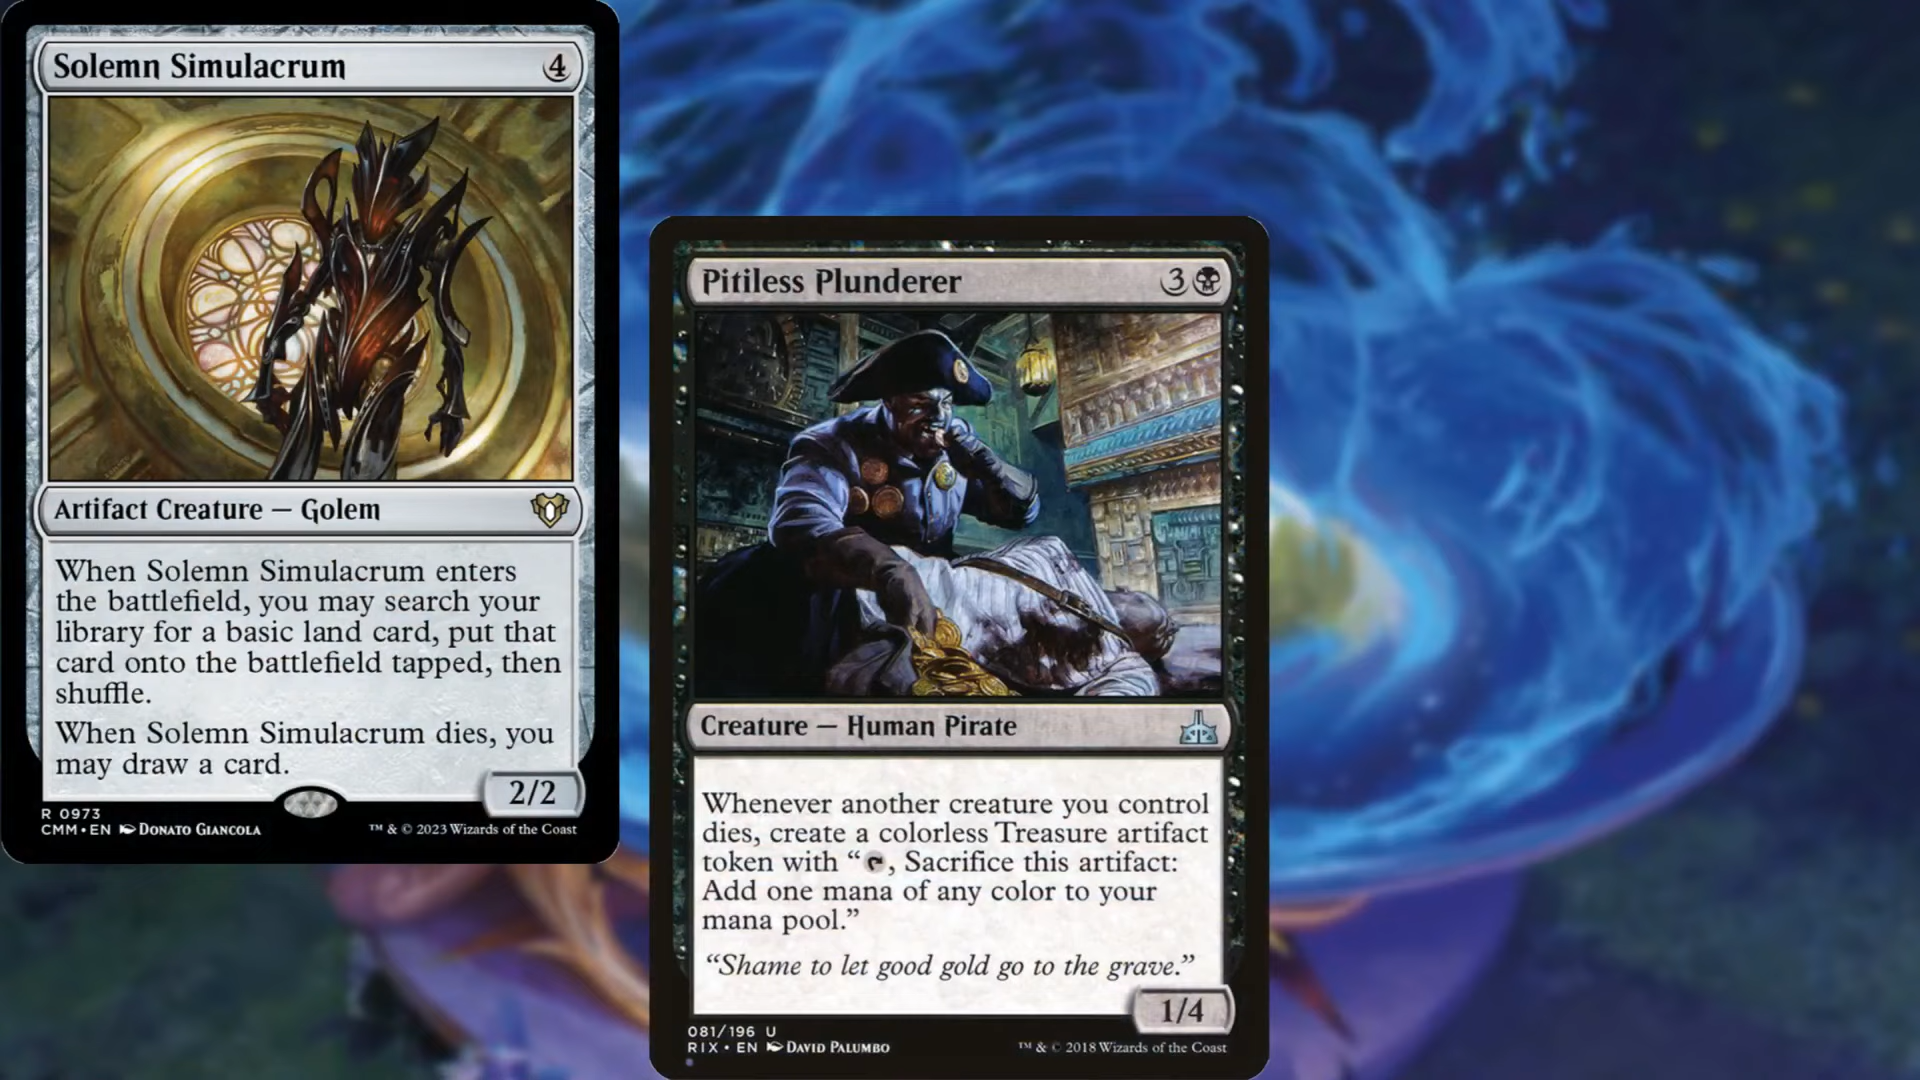 Solemn Simulacrum 4
Artifact Creature — Golem
When Solemn Simulacrum enters
the battlefield, you may search your
library for a basic land card, put that
card onto the battlefield tapped, then
shuffle.
When Solemn Simulacrum dies, you
may draw a card.
2/2
R 0973
CMM • EN Donato Giancola
™ & © 2023 Wizards of the Coast
Pitiless Plunderer 3
Creature — Human Pirate
Whenever another creature you control
dies, create a colorless Treasure artifact
token with “, Sacrifice this artifact:
Add one mana of any color to your
mana pool.”
“Shame to let good gold go to the grave.”
1/4
081/196 U
RIX • EN David Palumbo
™ & © 2018 Wizards of the Coast